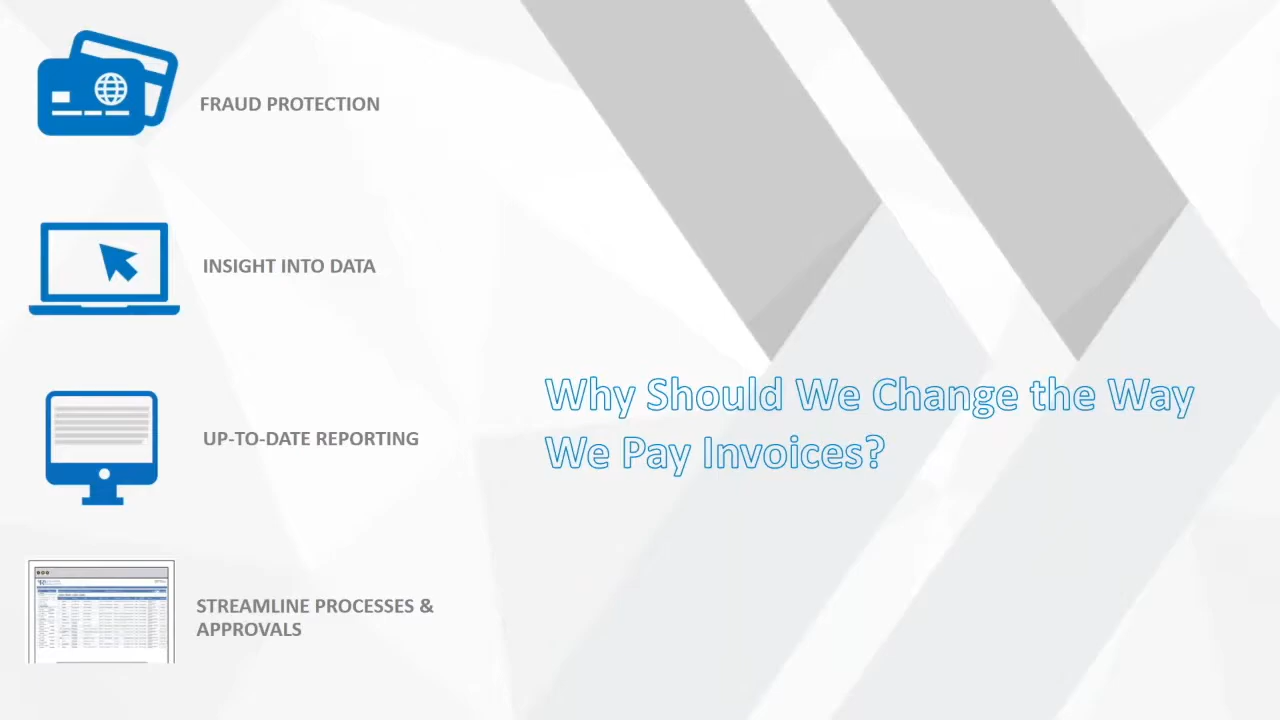 FRAUD PROTECTION
INSIGHT INTO DATA
UP-TO-DATE REPORTING
STREAMLINE PROCESSES &
APPROVALS
Why Should We Change the Way
We Pay Invoices?